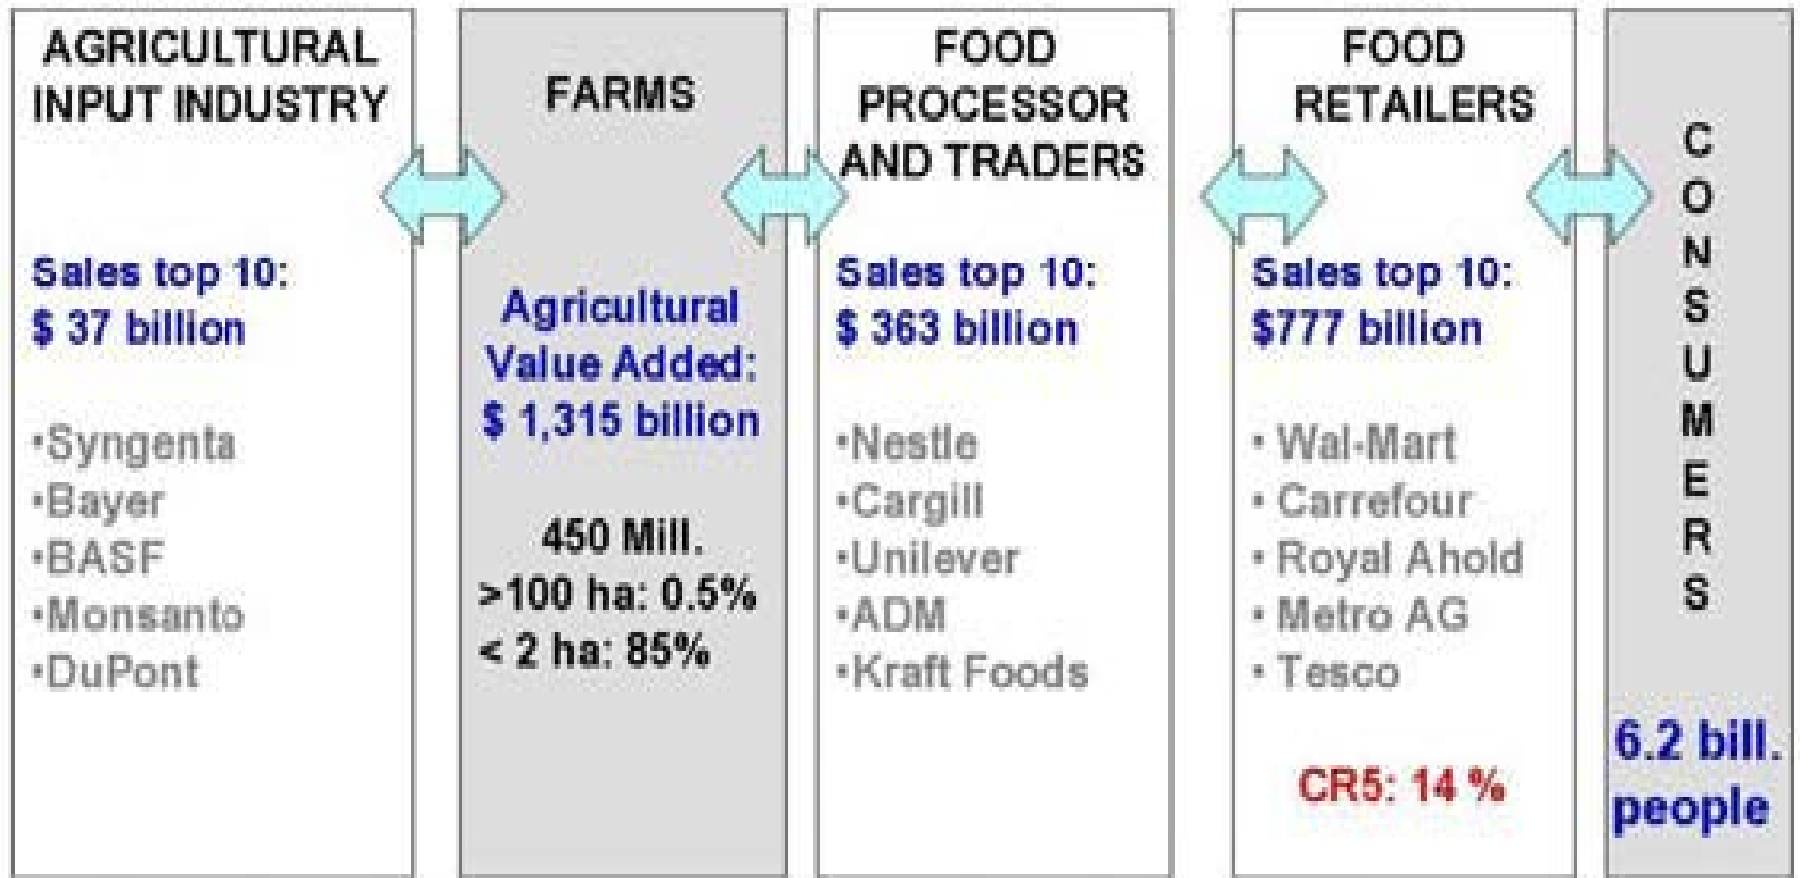 AGRICULTURAL
INPUT INDUSTRY
Sales top 10:
$ 37 billion
•Syngenta
•Bayer
•BASF
•Monsanto
•DuPont
FARMS
Agricultural
Value Added:
$ 1,315 billion
450 Mill.
>100 ha: 0.5%
< 2 ha: 85%
FOOD
PROCESSOR
AND TRADERS
Sales top 10:
$ 363 billion
•Nestle
•Cargill
•Unilever
•ADM
•Kraft Foods
FOOD
RETAILERS
Sales top 10:
$777 billion
• Wal-Mart
• Carrefour
• Royal Ahold
• Metro AG
• Tesco
CR5: 14 %
CONSUMERS
6.2 bill.
people